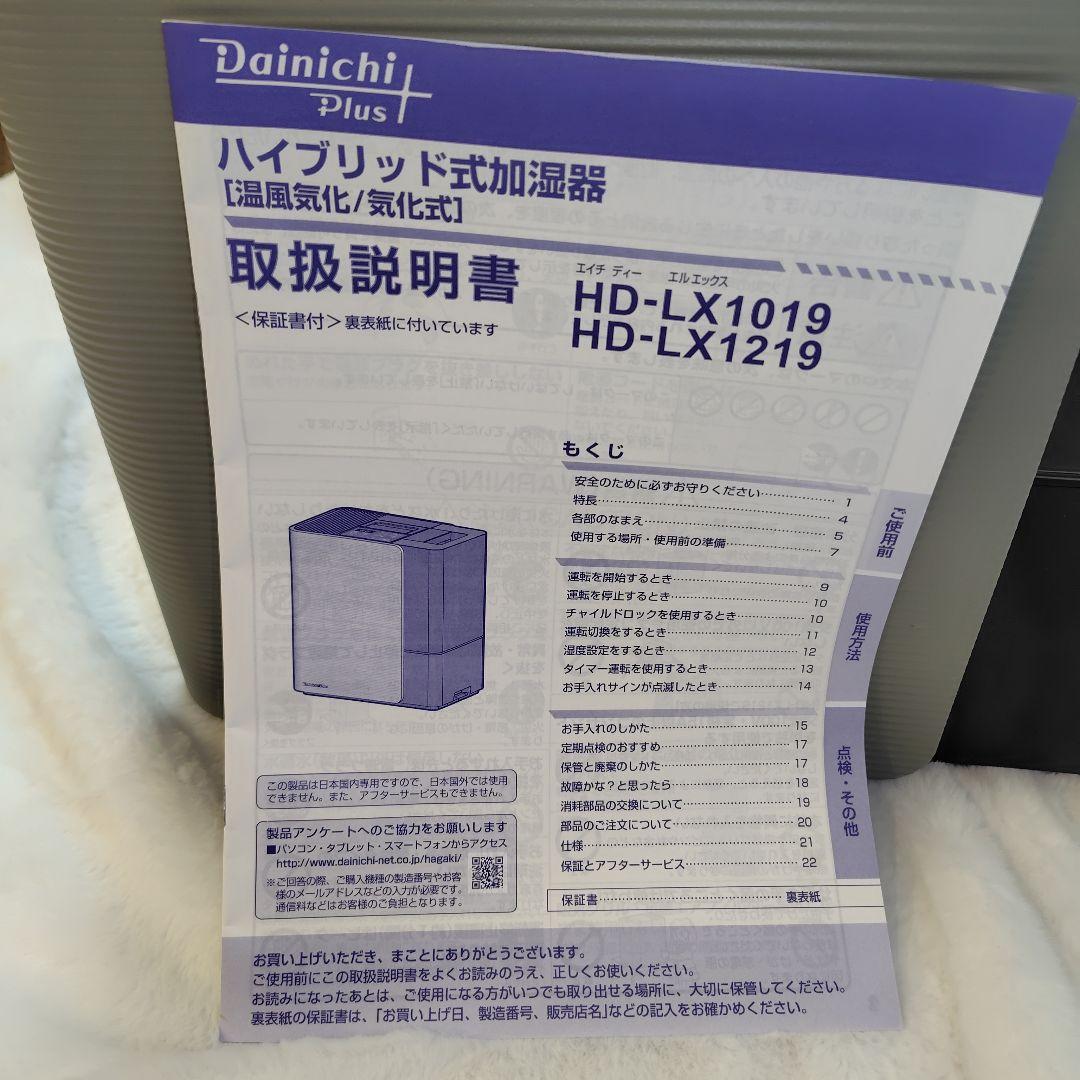 Dainichi
Plus
ハイブリッド式加湿器
[温風気化/気化式]
取扱説明書
<保証書付>裏表紙に付いています
エイチ ディー エル エックス
HD-LX1019
HD-LX1219
もくじ
安全のために必ずお守りください…………… 1
特長…………………………………… 4
各部のなまえ……………………………… 5
使用する場所・使用前の準備…………… 7
ご使用前
運転を開始するとき………………… 9
運転を停止するとき………………… 10
チャイルドロックを使用するとき……… 10
運転切換をするとき………………… 11
湿度設定をするとき………………… 12
タイマー運転を使用するとき………… 13
お手入れサインが点滅したとき……… 14
使用方法
お手入れのしかた………………… 15
定期点検のおすすめ……………… 17
保管と廃棄のしかた……………… 17
故障かな?と思ったら……………… 18
消耗部品の交換について………… 19
部品のご注文について…………… 20
仕様………………………………… 21
保証とアフターサービス…………… 22
点検・その他
保証書………………………… 裏表紙
この製品は日本国内専用ですので、日本国外では使用
できません。また、アフターサービスもできません。
製品アンケートへのご協力をお願いします
■パソコン・タブレット・スマートフォンからアクセス
http://www.dainichi-net.co.jp/hagaki/
※ご回答の際、ご購入機種の製造番号やお客
様のメールアドレスなどの入力が必要です。
通信料などはお客様のご負担となります。
お買い上げいただき、まことにありがとうございます。
ご使用前にこの取扱説明書をよくお読みのうえ、正しくお使いください。
お読みになったあとは、ご使用になる方がいつでも取り出せる場所に、大切に保管してください。
裏表紙の保証書は、「お買い上げ日、製造番号、販売店名」などの記入をお確かめください。